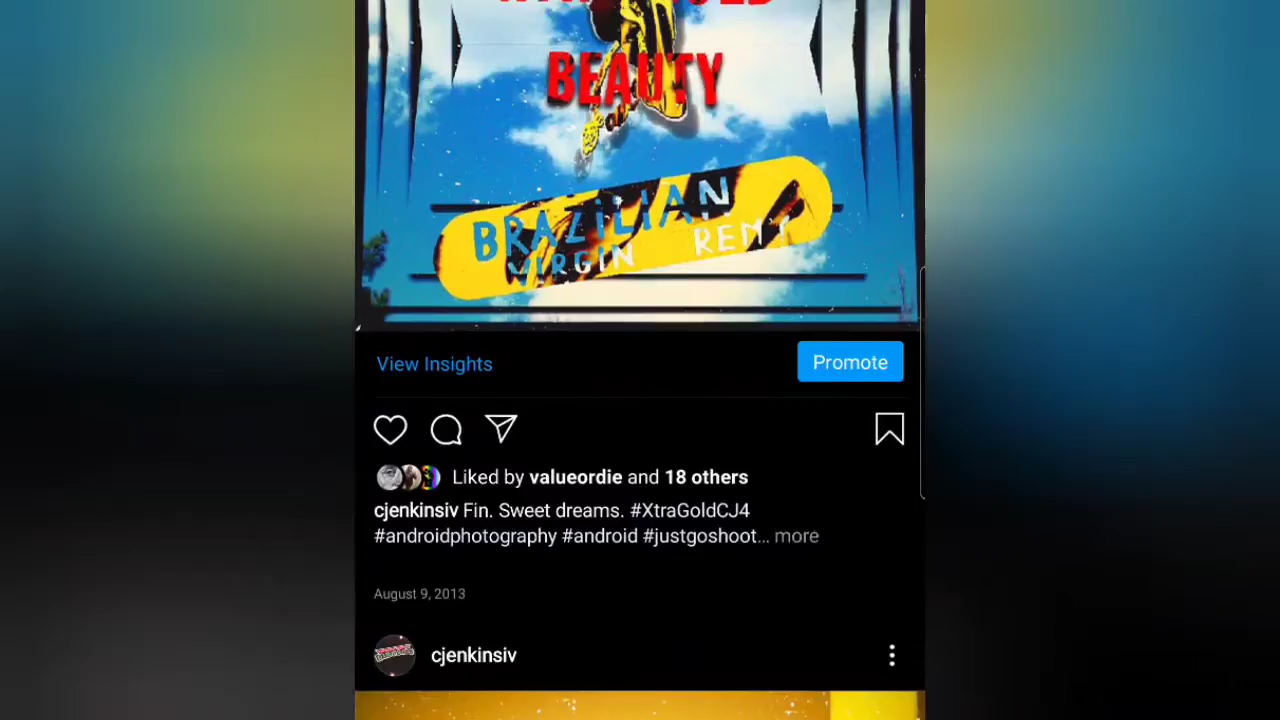 BEAUTY
BRAZILIAN
VIRGIN REMY
View Insights
Promote
Liked by valueordie and 18 others
cjenkinsiv Fin. Sweet dreams. #XtraGoldCJ4
#androidphotography #android #justgoshoot... more
August 9, 2013
cjenkinsiv